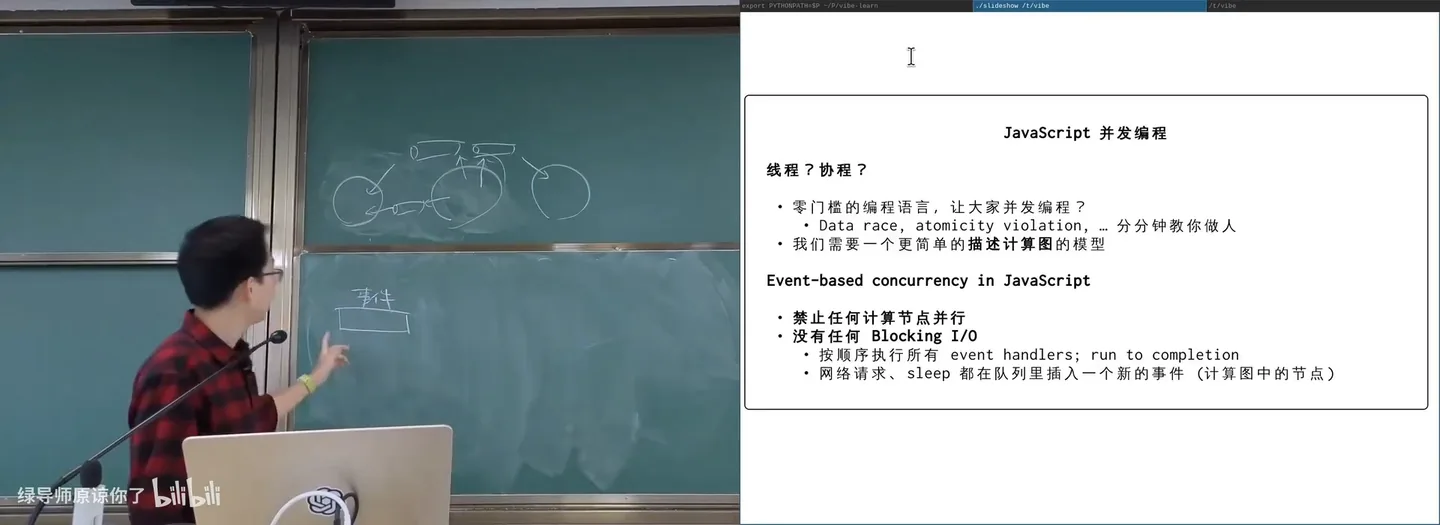 export PYTHONPATH=$P ~/P/vibe-learn
./slideshow /t/vibe
/t/vibe
事件
绿导师原谅你了 bilibili
JavaScript 并发编程
线程？协程？
• 零门槛的编程语言, 让大家并发编程？
• Data race, atomicity violation, … 分分钟教你做人
• 我们需要一个更简单的描述计算图的模型
Event-based concurrency in JavaScript
• 禁止任何计算节点并行
• 没有任何 Blocking I/O
• 按顺序执行所有 event handlers; run to completion
• 网络请求、sleep 都在队列里插入一个新的事件 (计算图中的节点)